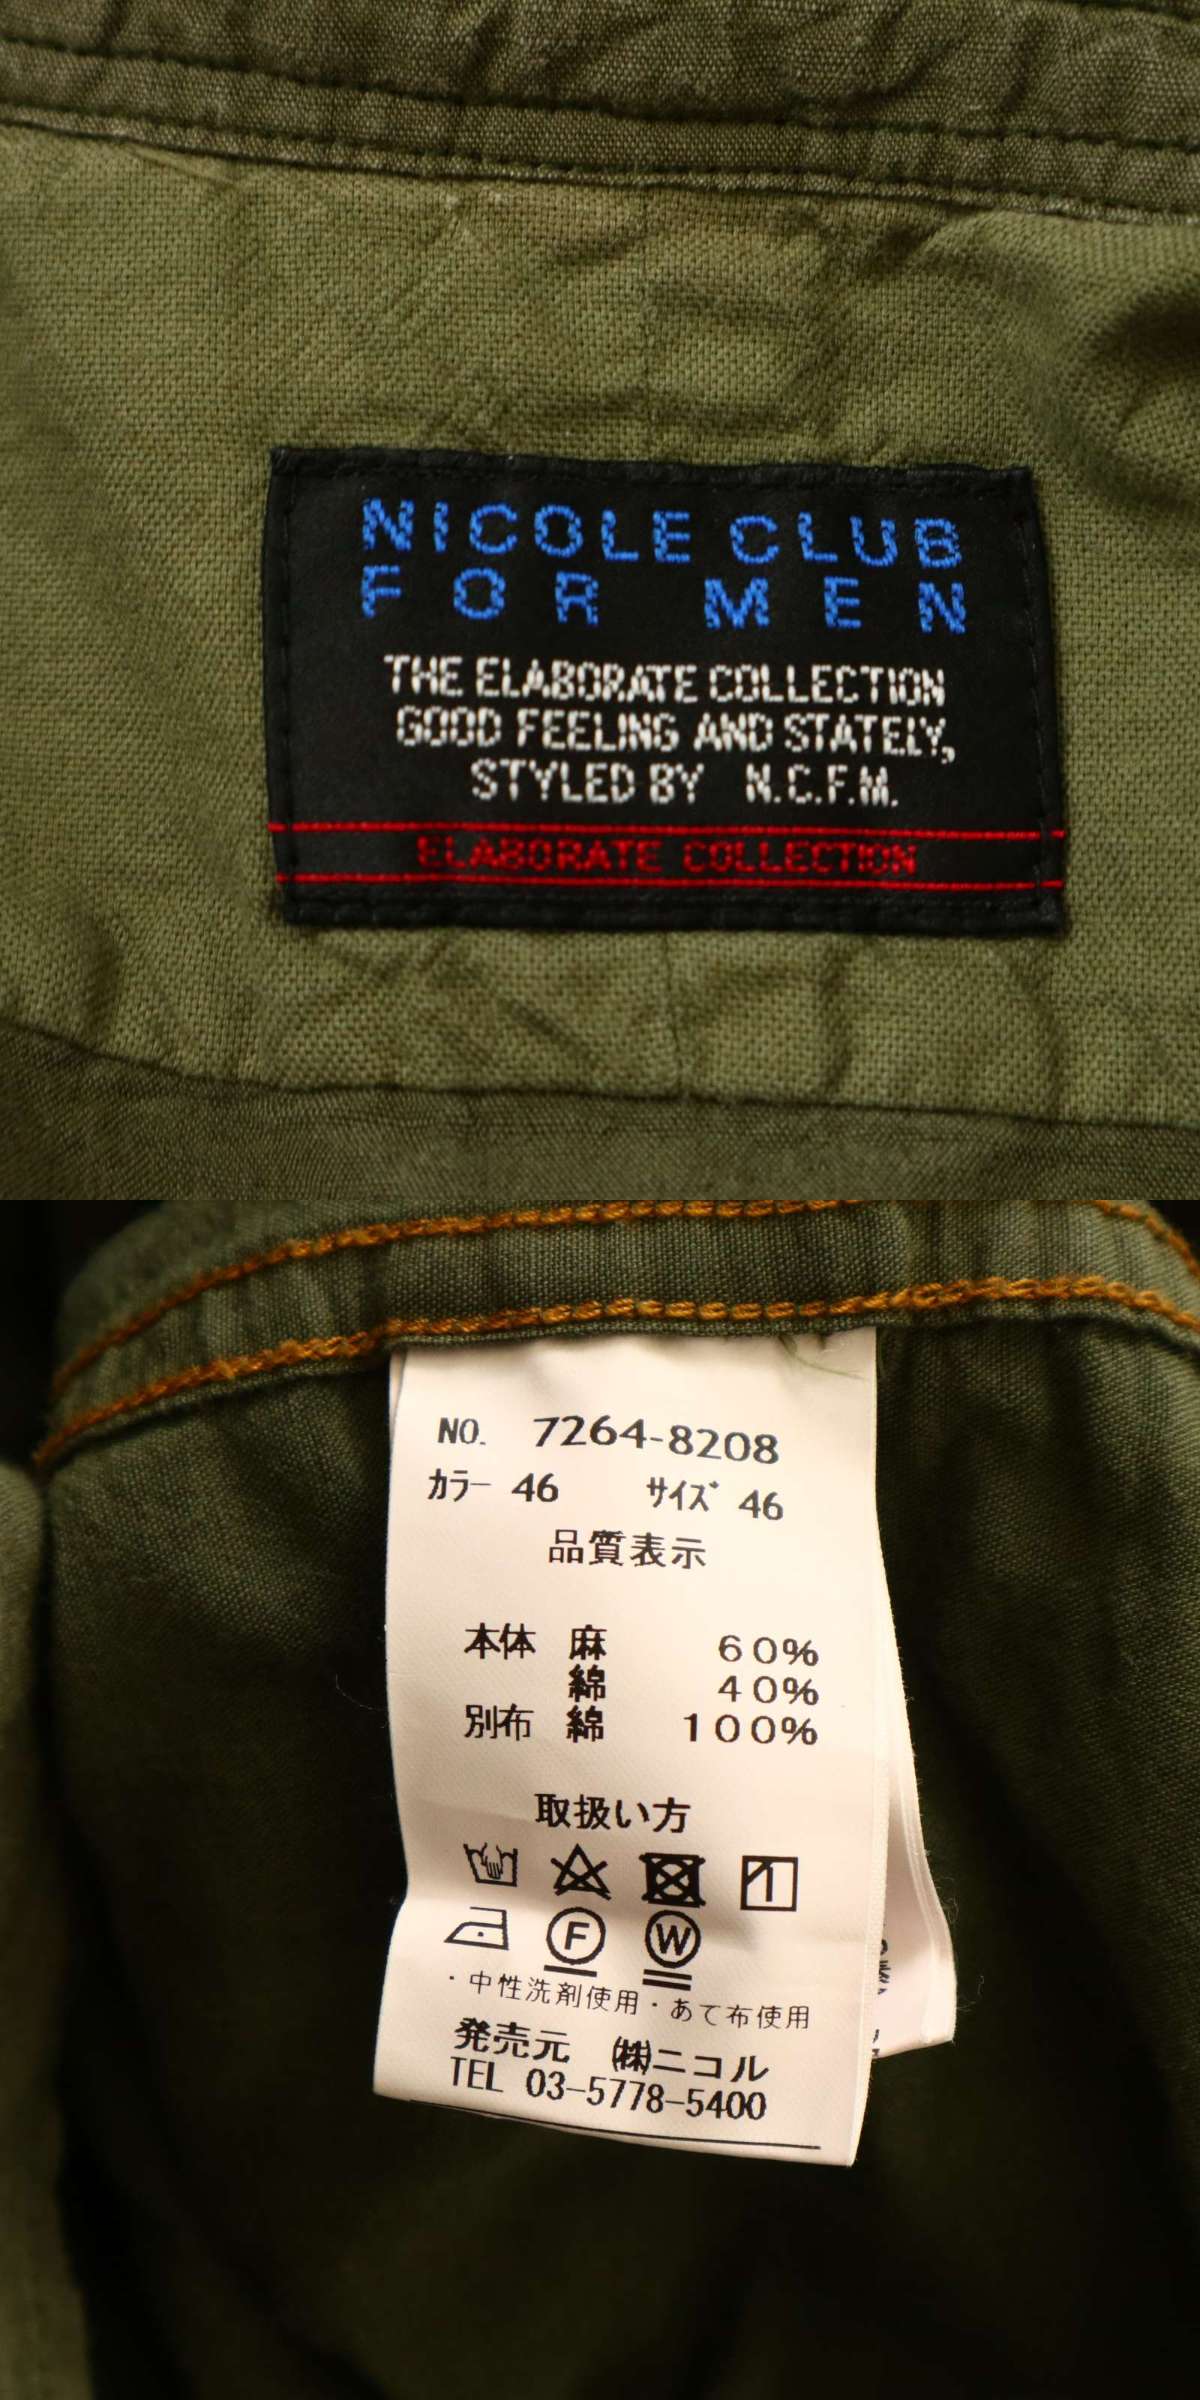 NICOLE CLUB
FOR MEN
THE ELABORATE COLLECTION
GOOD FEELING AND STATELY,
STYLED BY N.C.F.M.
ELABORATE COLLECTION
NO. 7264-8208
カラー 46 サイズ 46
品質表示
本体 麻 60%
綿 40%
別布 綿 100%
取扱い方
F W
・中性洗剤使用・あて布使用
発売元 ㈱ニコル
TEL 03-5778-5400